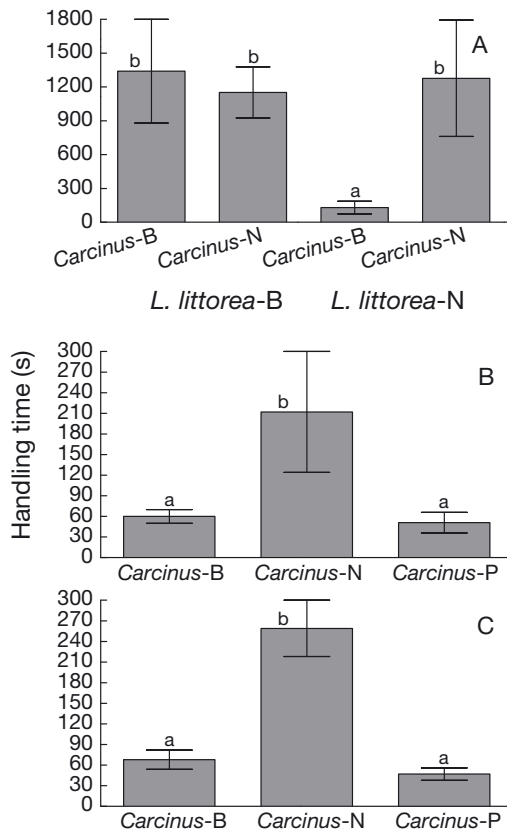 Handling time (s)
A
1800
1500
1200
900
600
300
0
b
b
a
b
Carcinus-B
Carcinus-N
Carcinus-B
Carcinus-N
L. littorea-B
L. littorea-N
B
300
270
240
210
180
150
120
90
60
30
0
a
b
a
Carcinus-B
Carcinus-N
Carcinus-P
C
300
270
240
210
180
150
120
90
60
30
0
a
b
a
Carcinus-B
Carcinus-N
Carcinus-P